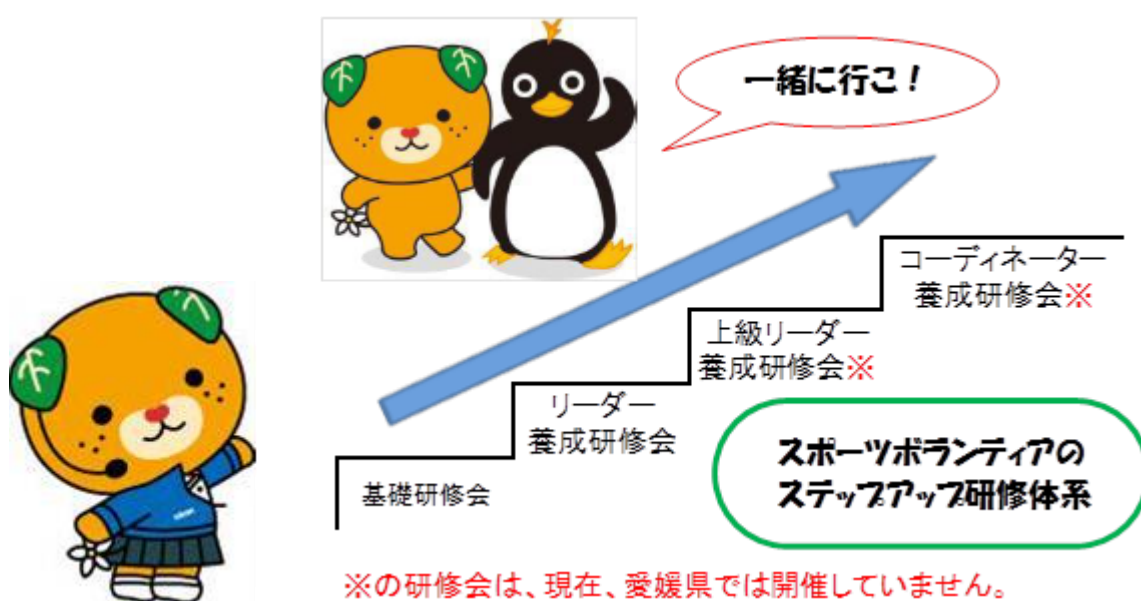 一緒に行こ！
コーディネーター
養成研修会※
上級リーダー
養成研修会※
リーダー
養成研修会
基礎研修会
スポーツボランティアの
ステップアップ研修体系
※の研修会は、現在、愛媛県では開催していません。